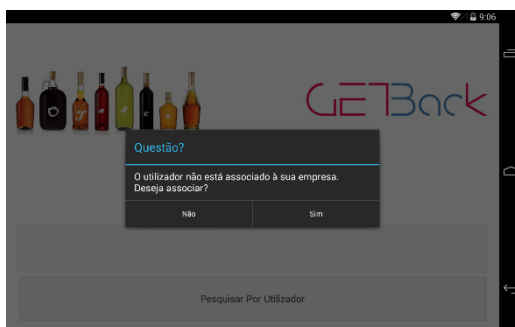 9:06
GETBack
Questão?
O utilizador não está associado à sua empresa.
Deseja associar?
Não Sim
Pesquisar Por Utilizador